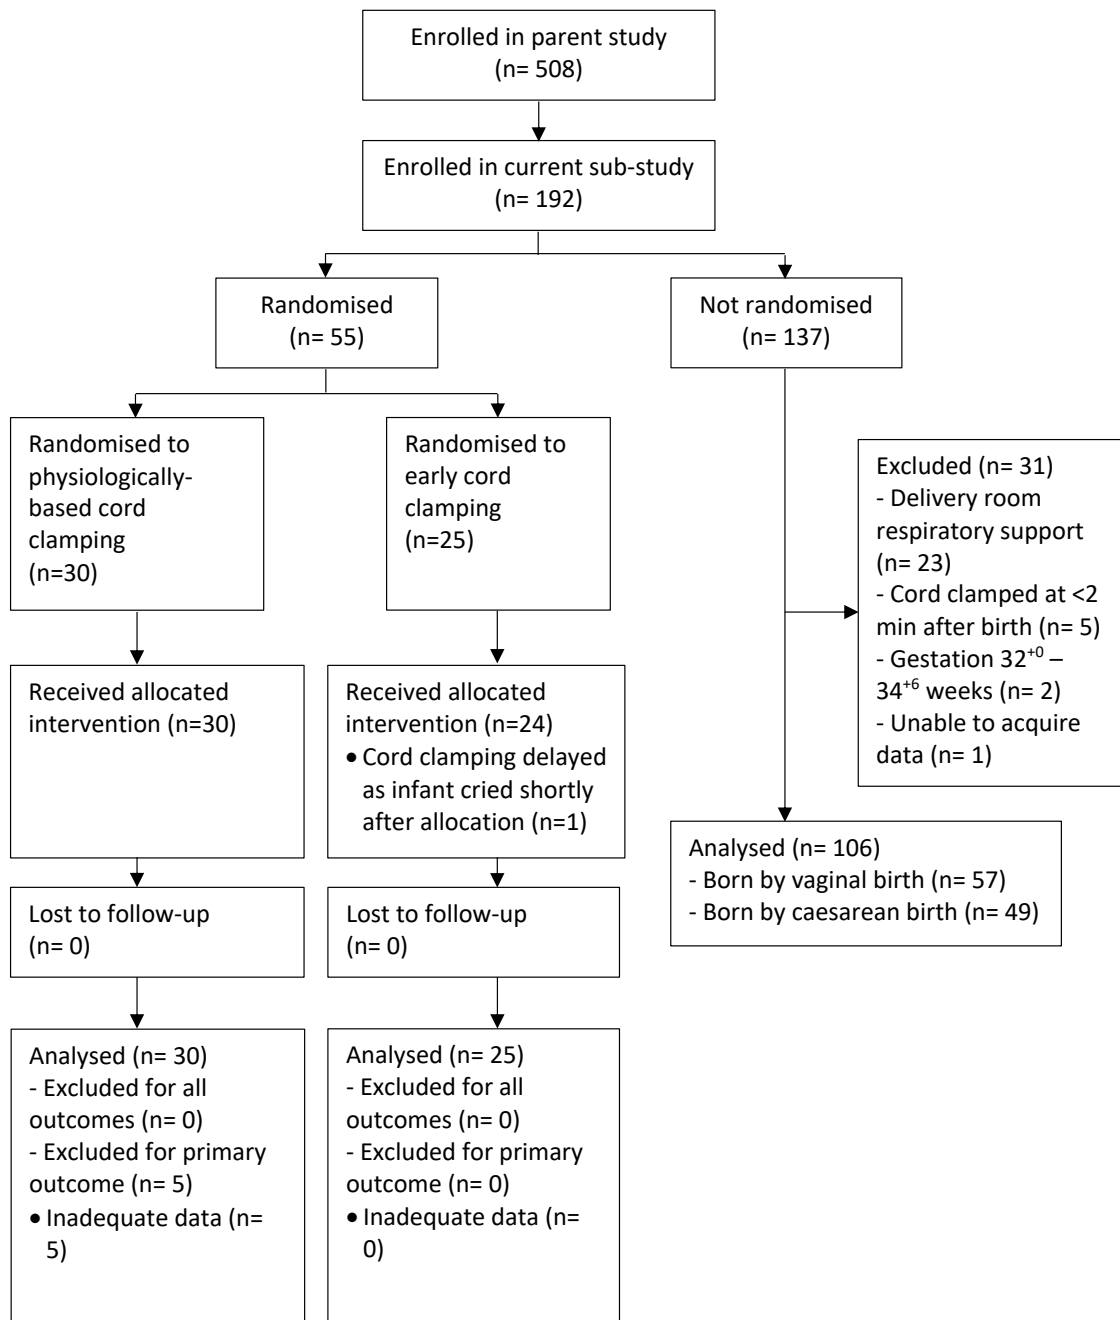 Enrolled in parent study
(n= 508)
Enrolled in current sub-study
(n= 192)
Randomised
(n= 55)
Not randomised
(n= 137)
Randomised to
physiologically-
based cord
clamping
(n=30)
Randomised to
early cord
clamping
(n=25)
Excluded (n= 31)
- Delivery room
respiratory support
(n= 23)
- Cord clamped at <2
min after birth (n= 5)
- Gestation 32⁺⁰ –
34⁺⁶ weeks (n= 2)
- Unable to acquire
data (n= 1)
Received allocated
intervention (n=30)
Received allocated
intervention (n=24)
• Cord clamping delayed
as infant cried shortly
after allocation (n=1)
Analysed (n= 106)
- Born by vaginal birth (n= 57)
- Born by caesarean birth (n= 49)
Lost to follow-up
(n= 0)
Lost to follow-up
(n= 0)
Analysed (n= 30)
- Excluded for all
outcomes (n= 0)
- Excluded for primary
outcome (n= 5)
• Inadequate data (n=
5)
Analysed (n= 25)
- Excluded for all
outcomes (n= 0)
- Excluded for primary
outcome (n= 0)
• Inadequate data (n=
0)